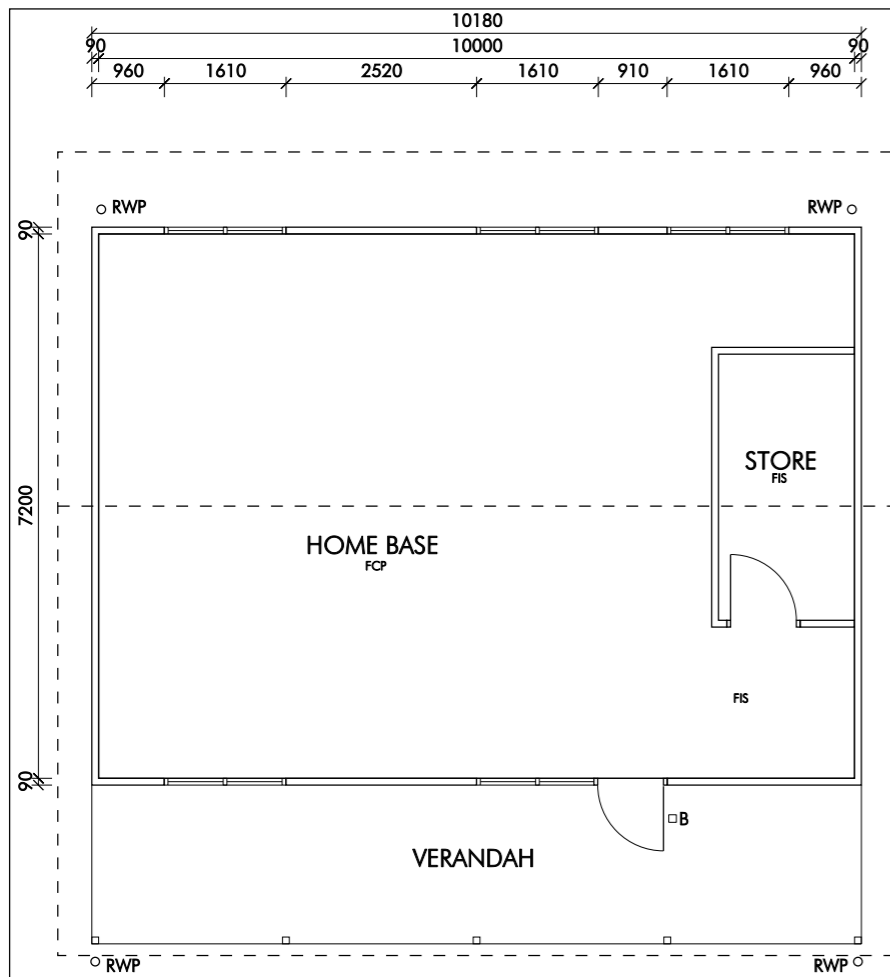 10180
90 10000 90
960 1610 2520 1610 910 1610 960
RWP RWP
90
STORE
FIS
7200
HOME BASE
FCP
FIS
90
B
VERANDAH
RWP RWP